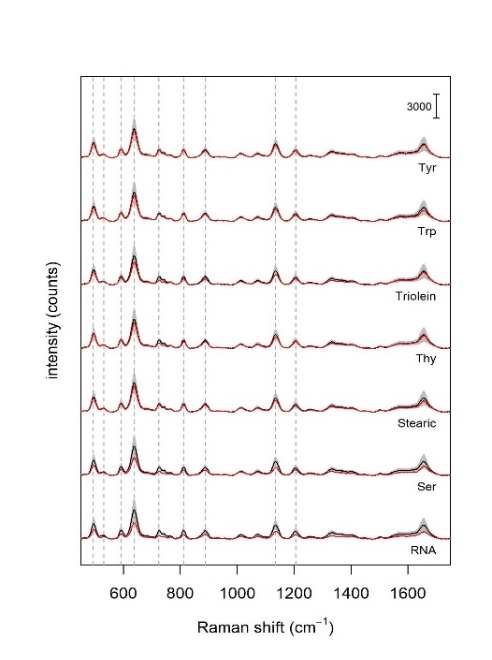 3000
Tyr
Trp
Triolein
Thy
Stearic
Ser
RNA
intensity (counts)
600 800 1000 1200 1400 1600
Raman shift (cm⁻¹)